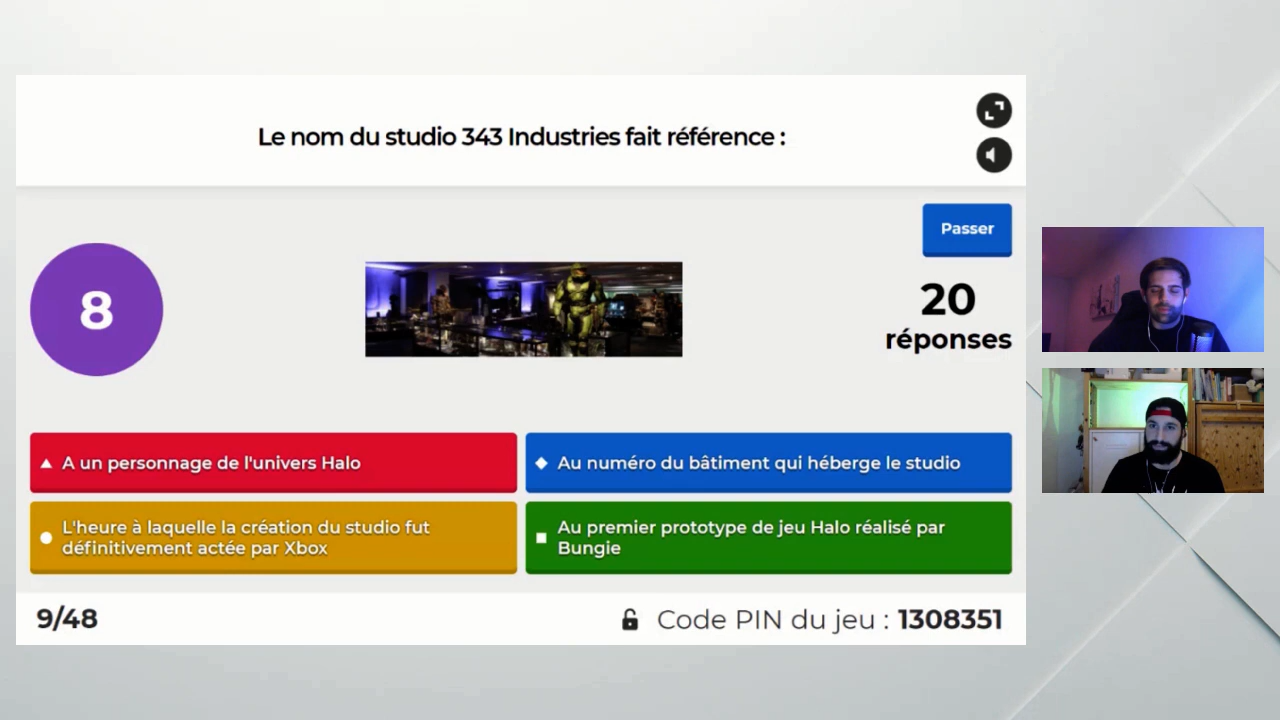 Le nom du studio 343 Industries fait référence :
Passer
8
20
réponses
A un personnage de l'univers Halo
Au numéro du bâtiment qui héberge le studio
L'heure à laquelle la création du studio fut
définitivement actée par Xbox
Au premier prototype de jeu Halo réalisé par
Bungie
9/48
Code PIN du jeu : 1308351